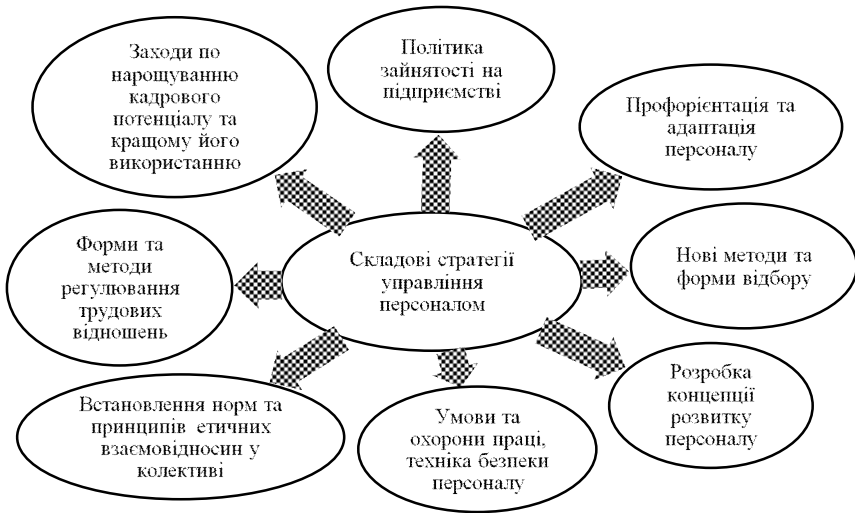 Заходи по
нарощуванню
кадрового
потенціалу та
кращому його
використанню
Політика
зайнятості на
підприємстві
Профорієнтація та
адаптація
персоналу
Форми та
методи
регулювання
трудових
відношень
Складові стратегії
управління
персоналом
Нові методи та
форми відбору
Встановлення норм та
принципів етичних
взаємовідносин у
колективі
Умови та
охорони праці,
техніка безпеки
персоналу
Розробка
концепції
розвитку
персоналу